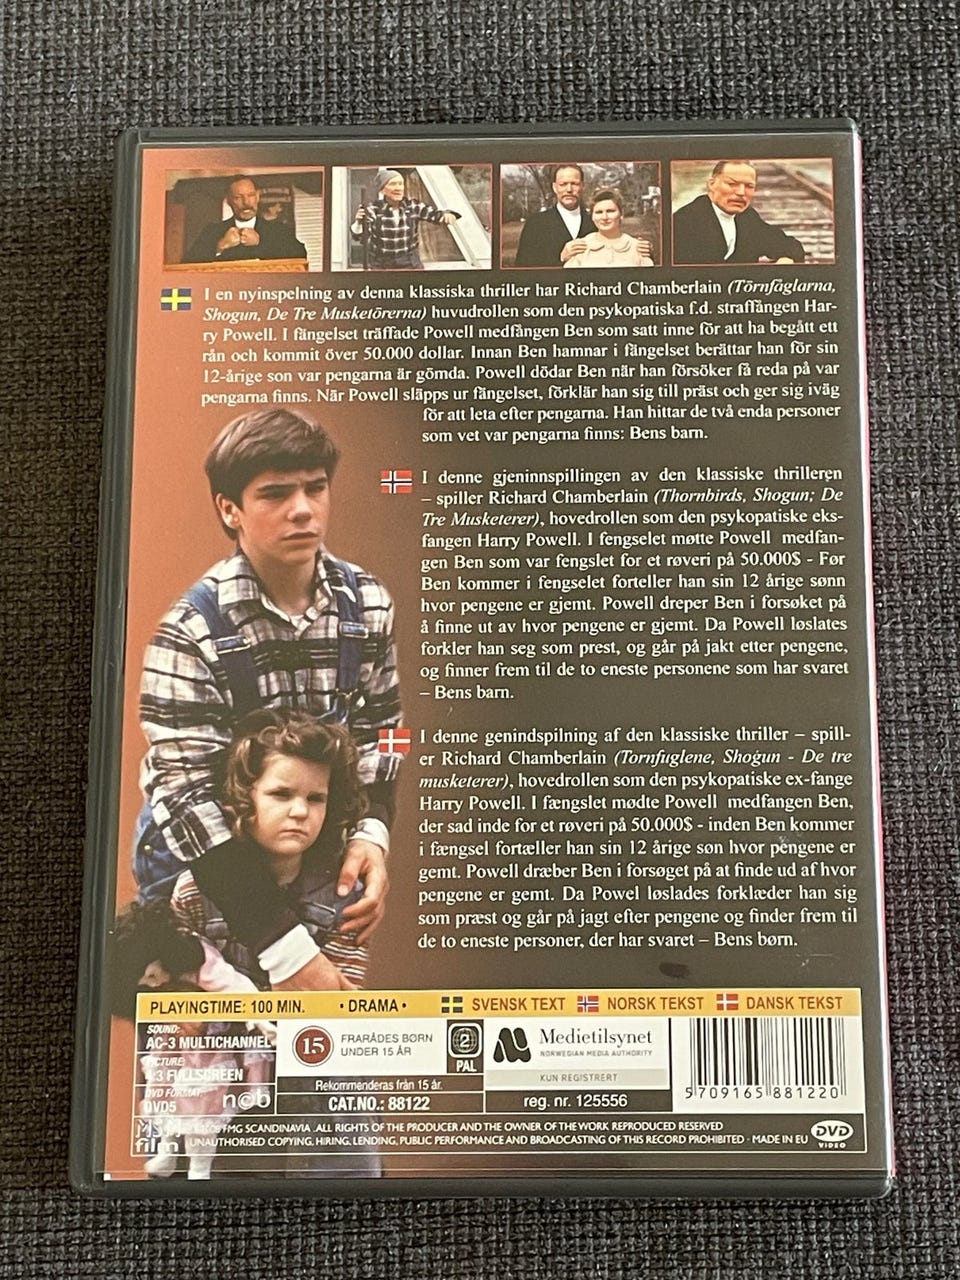 I en nyinspelning av denna klassiska thriller har Richard Chamberlain (Törnfåglarna,
Shogun, De Tre Musketörerna) huvudrollen som den psykopatiska f.d. straffången Har-
ry Powell. I fängelset träffade Powell medfången Ben som satt inne för att ha begått ett
rån och kommit över 50.000 dollar. Innan Ben hamnar i fängelset berättar han för sin
12-årige son var pengarna är gömda. Powell dödar Ben när han försöker få reda på var
pengarna finns. När Powell släpps ur fängelset, förklär han sig till präst och ger sig iväg
för att leta efter pengarna. Han hittar de två enda personer
som vet var pengarna finns: Bens barn.
I denne gjeninnspillingen av den klassiske thrilleren
– spiller Richard Chamberlain (Thornbirds, Shogun; De
Tre Musketerer), hovedrollen som den psykopatiske eks-
fangen Harry Powell. I fengselet møtte Powell medfan-
gen Ben som var fengslet for et røveri på 50.000$ - Før
Ben kommer i fengselet forteller han sin 12 årige sønn
hvor pengene er gjemt. Powell dreper Ben i forsøket på
å finne ut av hvor pengene er gjemt. Da Powell løslates
forkler han seg som prest, og går på jakt etter pengene,
og finner frem til de to eneste personene som har svaret
– Bens barn.
I denne genindspilning af den klassiske thriller – spill-
er Richard Chamberlain (Tornfuglene, Shogun - De tre
musketerer), hovedrollen som den psykopatiske ex-fange
Harry Powell. I fængslet mødte Powell medfangen Ben,
der sad inde for et røveri på 50.000$ - inden Ben kommer
i fængsel fortæller han sin 12 årige søn hvor pengene er
gemt. Powell dræber Ben i forsøget på at finde ud af hvor
pengene er gemt. Da Powel løslades forklæder han sig
som præst og går på jagt efter pengene og finder frem til
de to eneste personer, der har svaret – Bens børn.
PLAYINGTIME: 100 MIN. • DRAMA • SVENSK TEXT NORSK TEKST DANSK TEKST
SOUND:
AC-3 MULTICHANNEL
PICTURE:
4:3 FULLSCREEN
DVD FORMAT:
DVD5
ncb
15
FRARÅDES BØRN
UNDER 15 ÅR
2
PAL
Rekommenderas från 15 år.
CAT.NO.: 88122
Medietilsynet
NORWEGIAN MEDIA AUTHORITY
KUN REGISTRERT
reg. nr. 125556
5709165881220
film
FMG SCANDINAVIA .ALL RIGHTS OF THE PRODUCER AND THE OWNER OF THE WORK REPRODUCED RESERVED
UNAUTHORISED COPYING, HIRING, LENDING, PUBLIC PERFORMANCE AND BROADCASTING OF THIS RECORD PROHIBITED · MADE IN EU
DVD
VIDEO